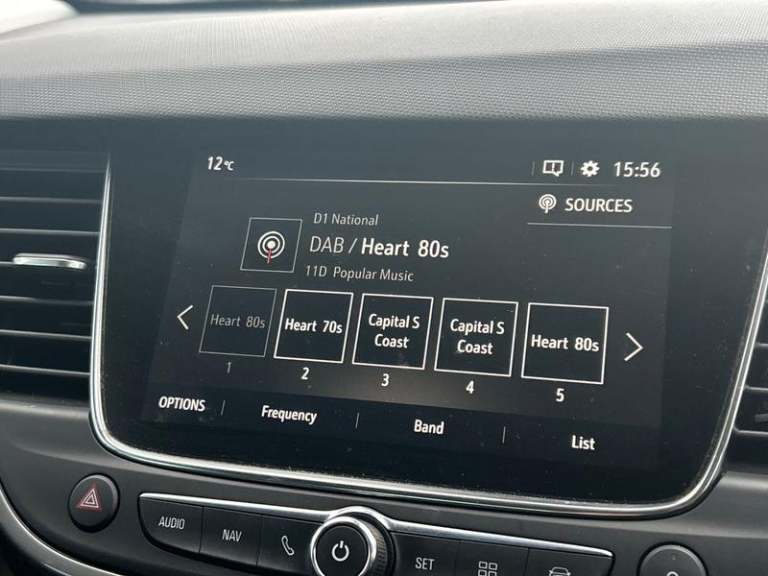 12°C
15:56
SOURCES
D1 National
DAB / Heart 80s
11D Popular Music
Heart 80s
Heart 70s
Capital S
Coast
Capital S
Coast
Heart 80s
1
2
3
4
5
OPTIONS
Frequency
Band
List
AUDIO
NAV
SET